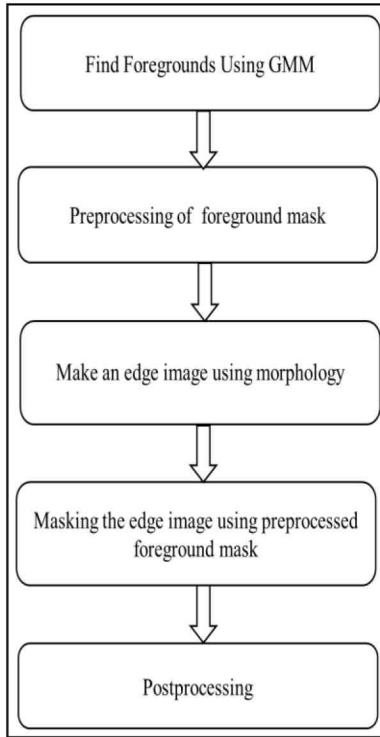 Find Foregrounds Using GMM
Preprocessing of foreground mask
Make an edge image using morphology
Masking the edge image using preprocessed
foreground mask
Postprocessing